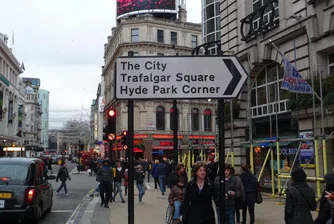 The City
Trafalgar Square
Hyde Park Corner